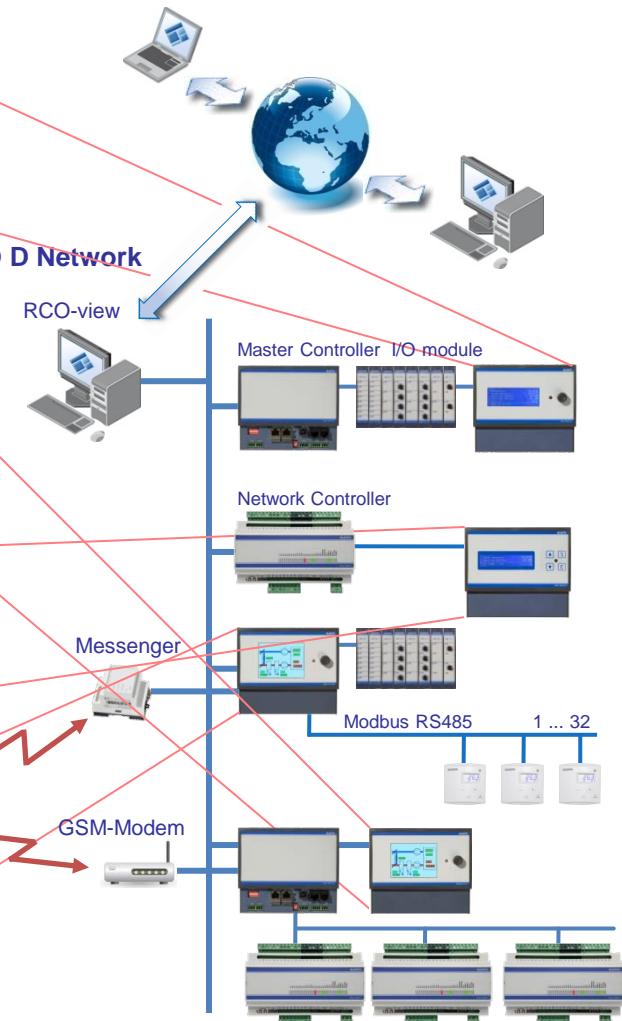 D Network
RCO-view
Master Controller I/O module
Network Controller
Messenger
Modbus RS485 1 ... 32
GSM-Modem